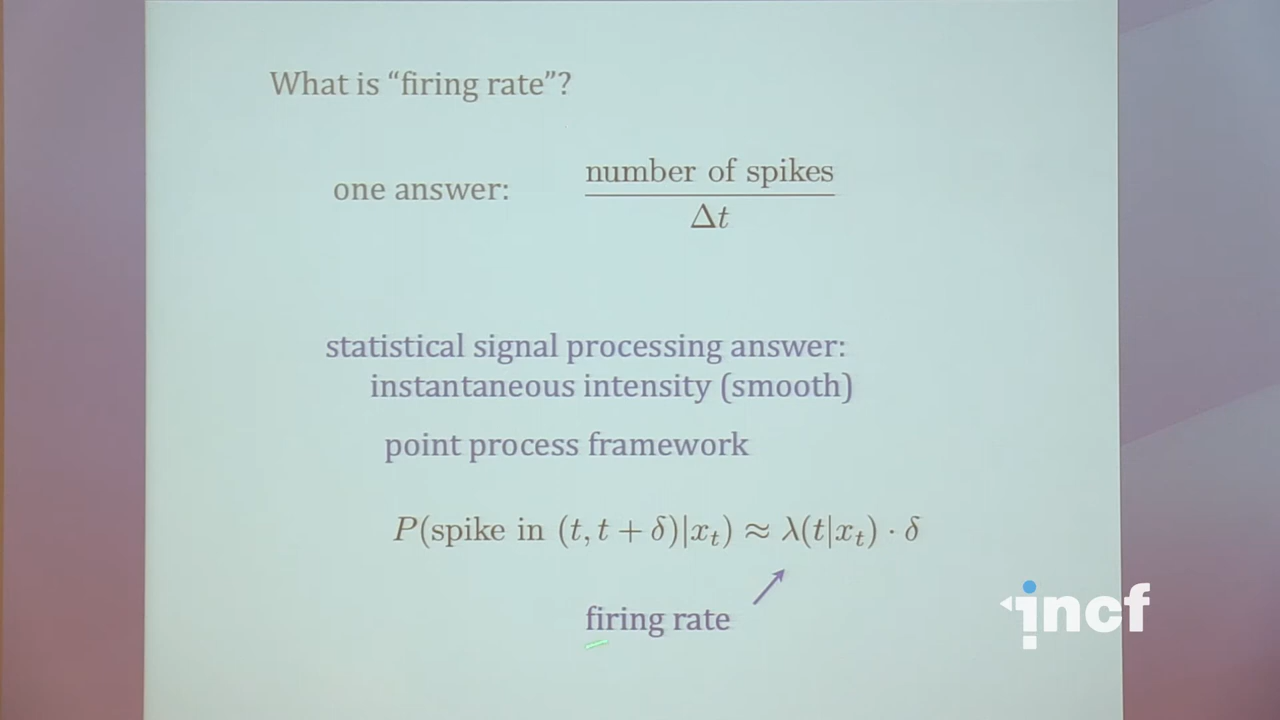 What is “firing rate”?
one answer:
number of spikes
Δt
statistical signal processing answer:
instantaneous intensity (smooth)
point process framework
P(spike in (t, t + δ)|x_t) ≈ λ(t|x_t) · δ
firing rate
incf